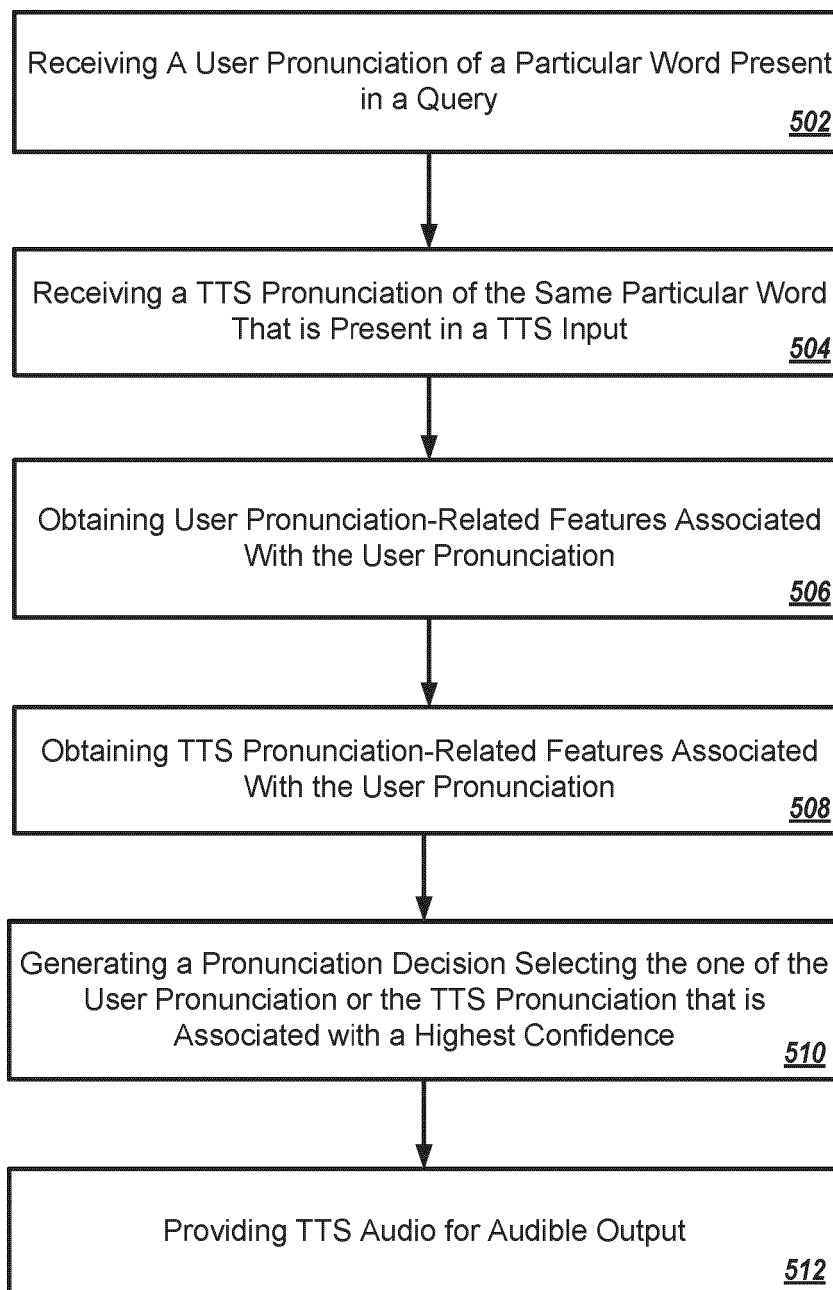 Receiving A User Pronunciation of a Particular Word Present
in a Query
502
Receiving a TTS Pronunciation of the Same Particular Word
That is Present in a TTS Input
504
Obtaining User Pronunciation-Related Features Associated
With the User Pronunciation
506
Obtaining TTS Pronunciation-Related Features Associated
With the User Pronunciation
508
Generating a Pronunciation Decision Selecting the one of the
User Pronunciation or the TTS Pronunciation that is
Associated with a Highest Confidence
510
Providing TTS Audio for Audible Output
512